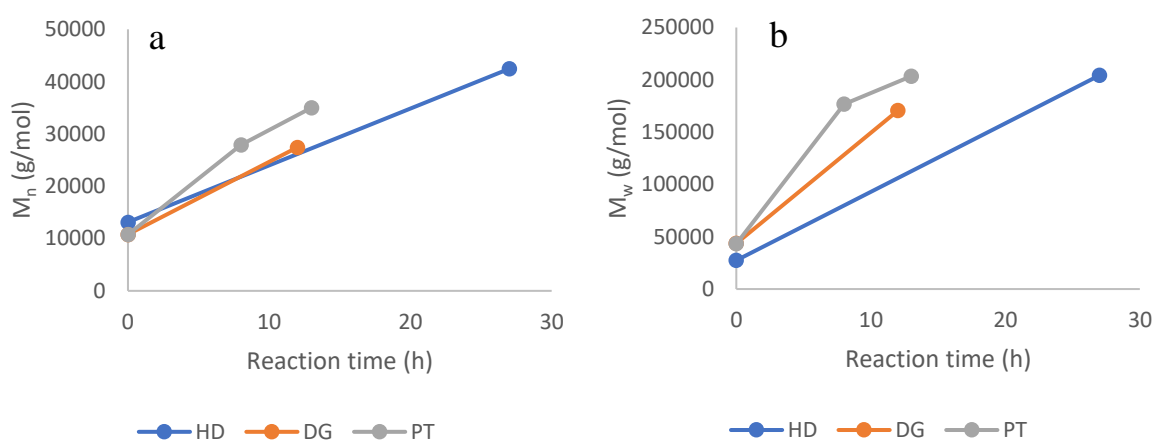 a
50000
40000
30000
20000
10000
0
Mn (g/mol)
0 10 20 30
Reaction time (h)
HD DG PT
b
250000
200000
150000
100000
50000
0
Mw (g/mol)
0 10 20 30
Reaction time (h)
HD DG PT